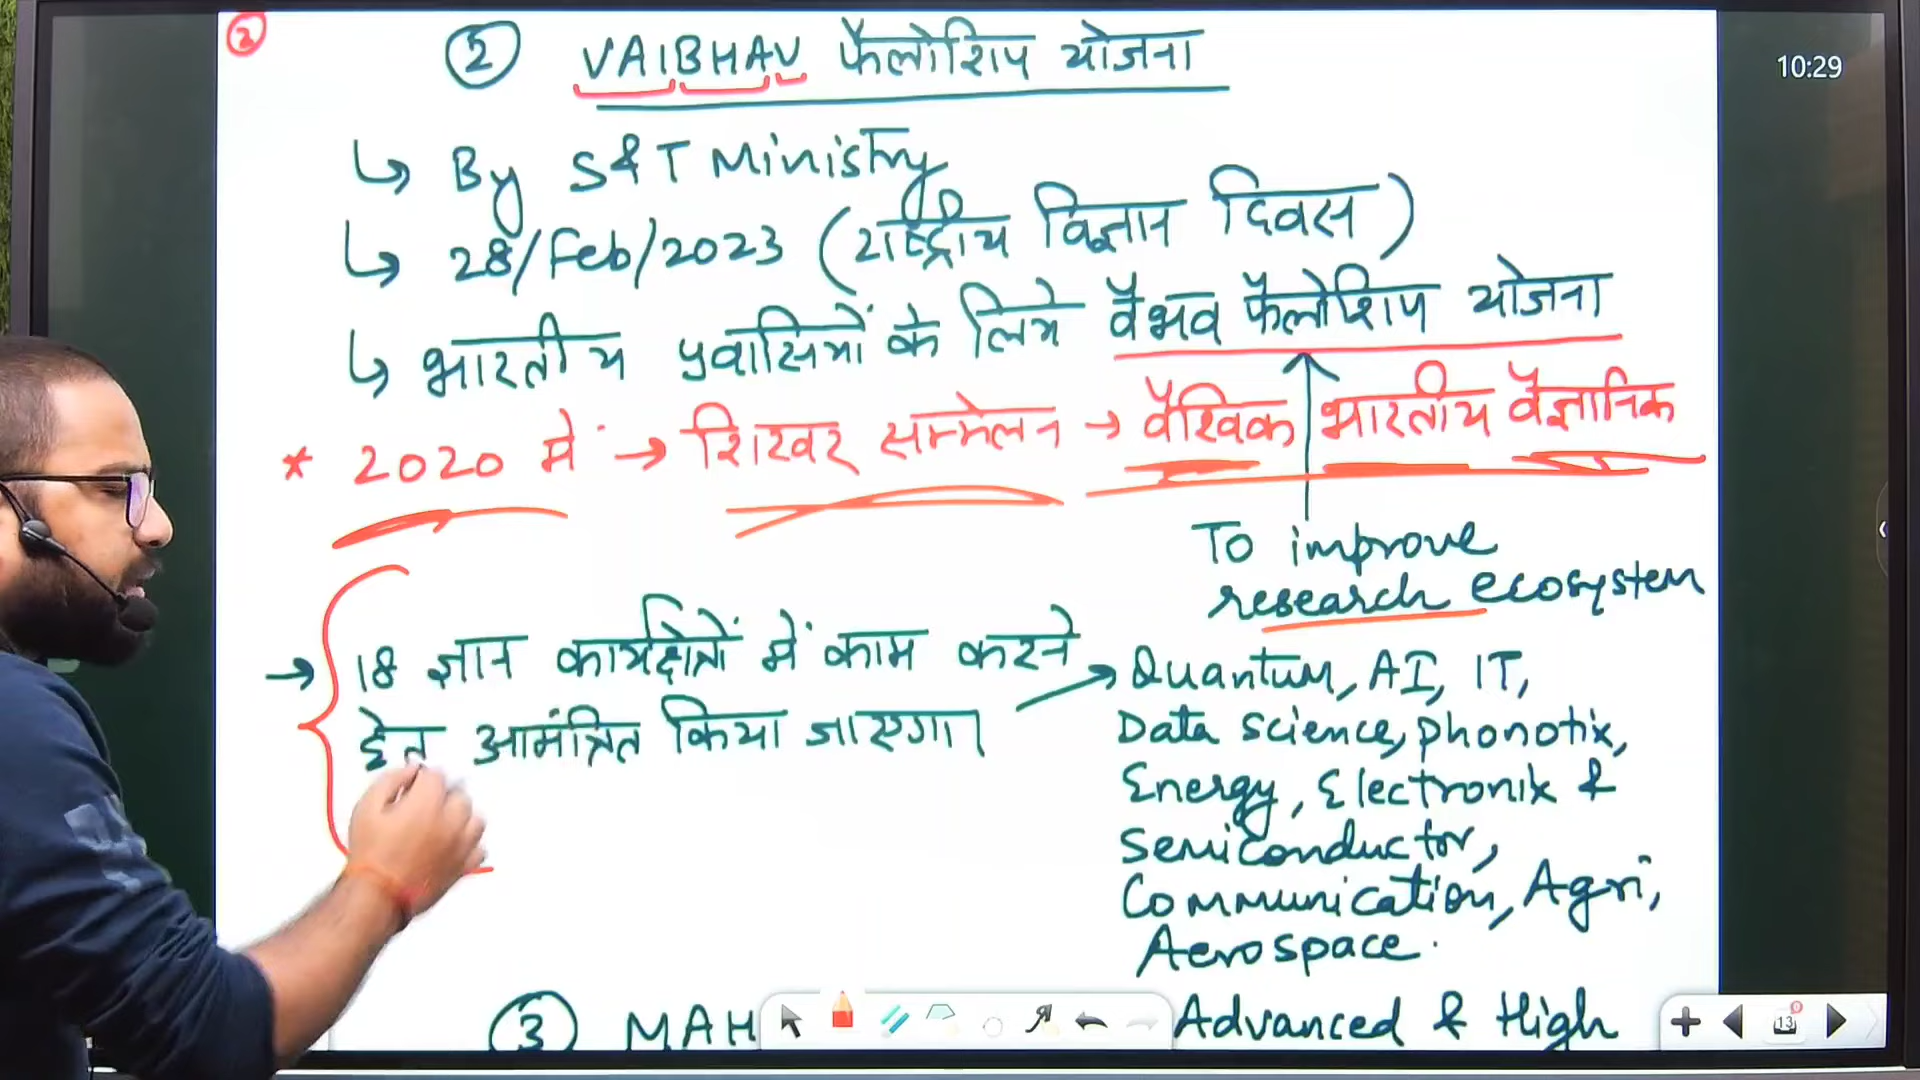 2
10:29
② VAIBHAV फैलोशिप योजना
↳ By S&T Ministry
↳ 28/Feb/2023 (राष्ट्रीय विज्ञान दिवस)
↳ भारतीय प्रवासियों के लिये वैभव फैलोशिप योजना
* 2020 में → शिखर सम्मेलन → वैश्विक भारतीय वैज्ञानिक
To improve
research ecosystem
→ 18 ज्ञान कार्यक्षेत्रों में काम करने
हेतु आमंत्रित किया जाएगा।
→ Quantum, AI, IT,
Data science, phonotix,
Energy, Electronix &
Semiconductor,
Communication, Agri,
Aerospace.
③ MAH
Advanced & High
13